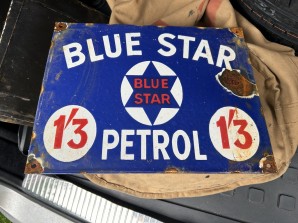 BLUE STAR
BLUE
STAR
1'3 1'3
PETROL